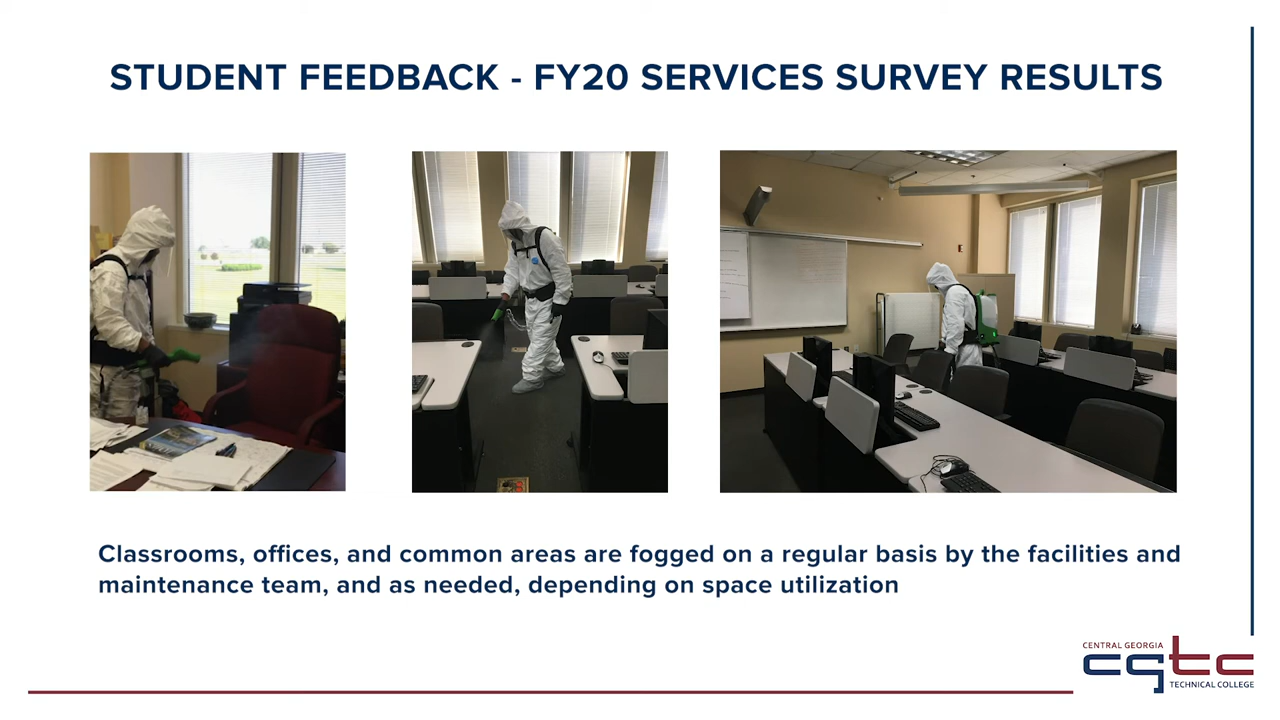 STUDENT FEEDBACK - FY20 SERVICES SURVEY RESULTS
Classrooms, offices, and common areas are fogged on a regular basis by the facilities and
maintenance team, and as needed, depending on space utilization
CENTRAL GEORGIA
cgtc
TECHNICAL COLLEGE